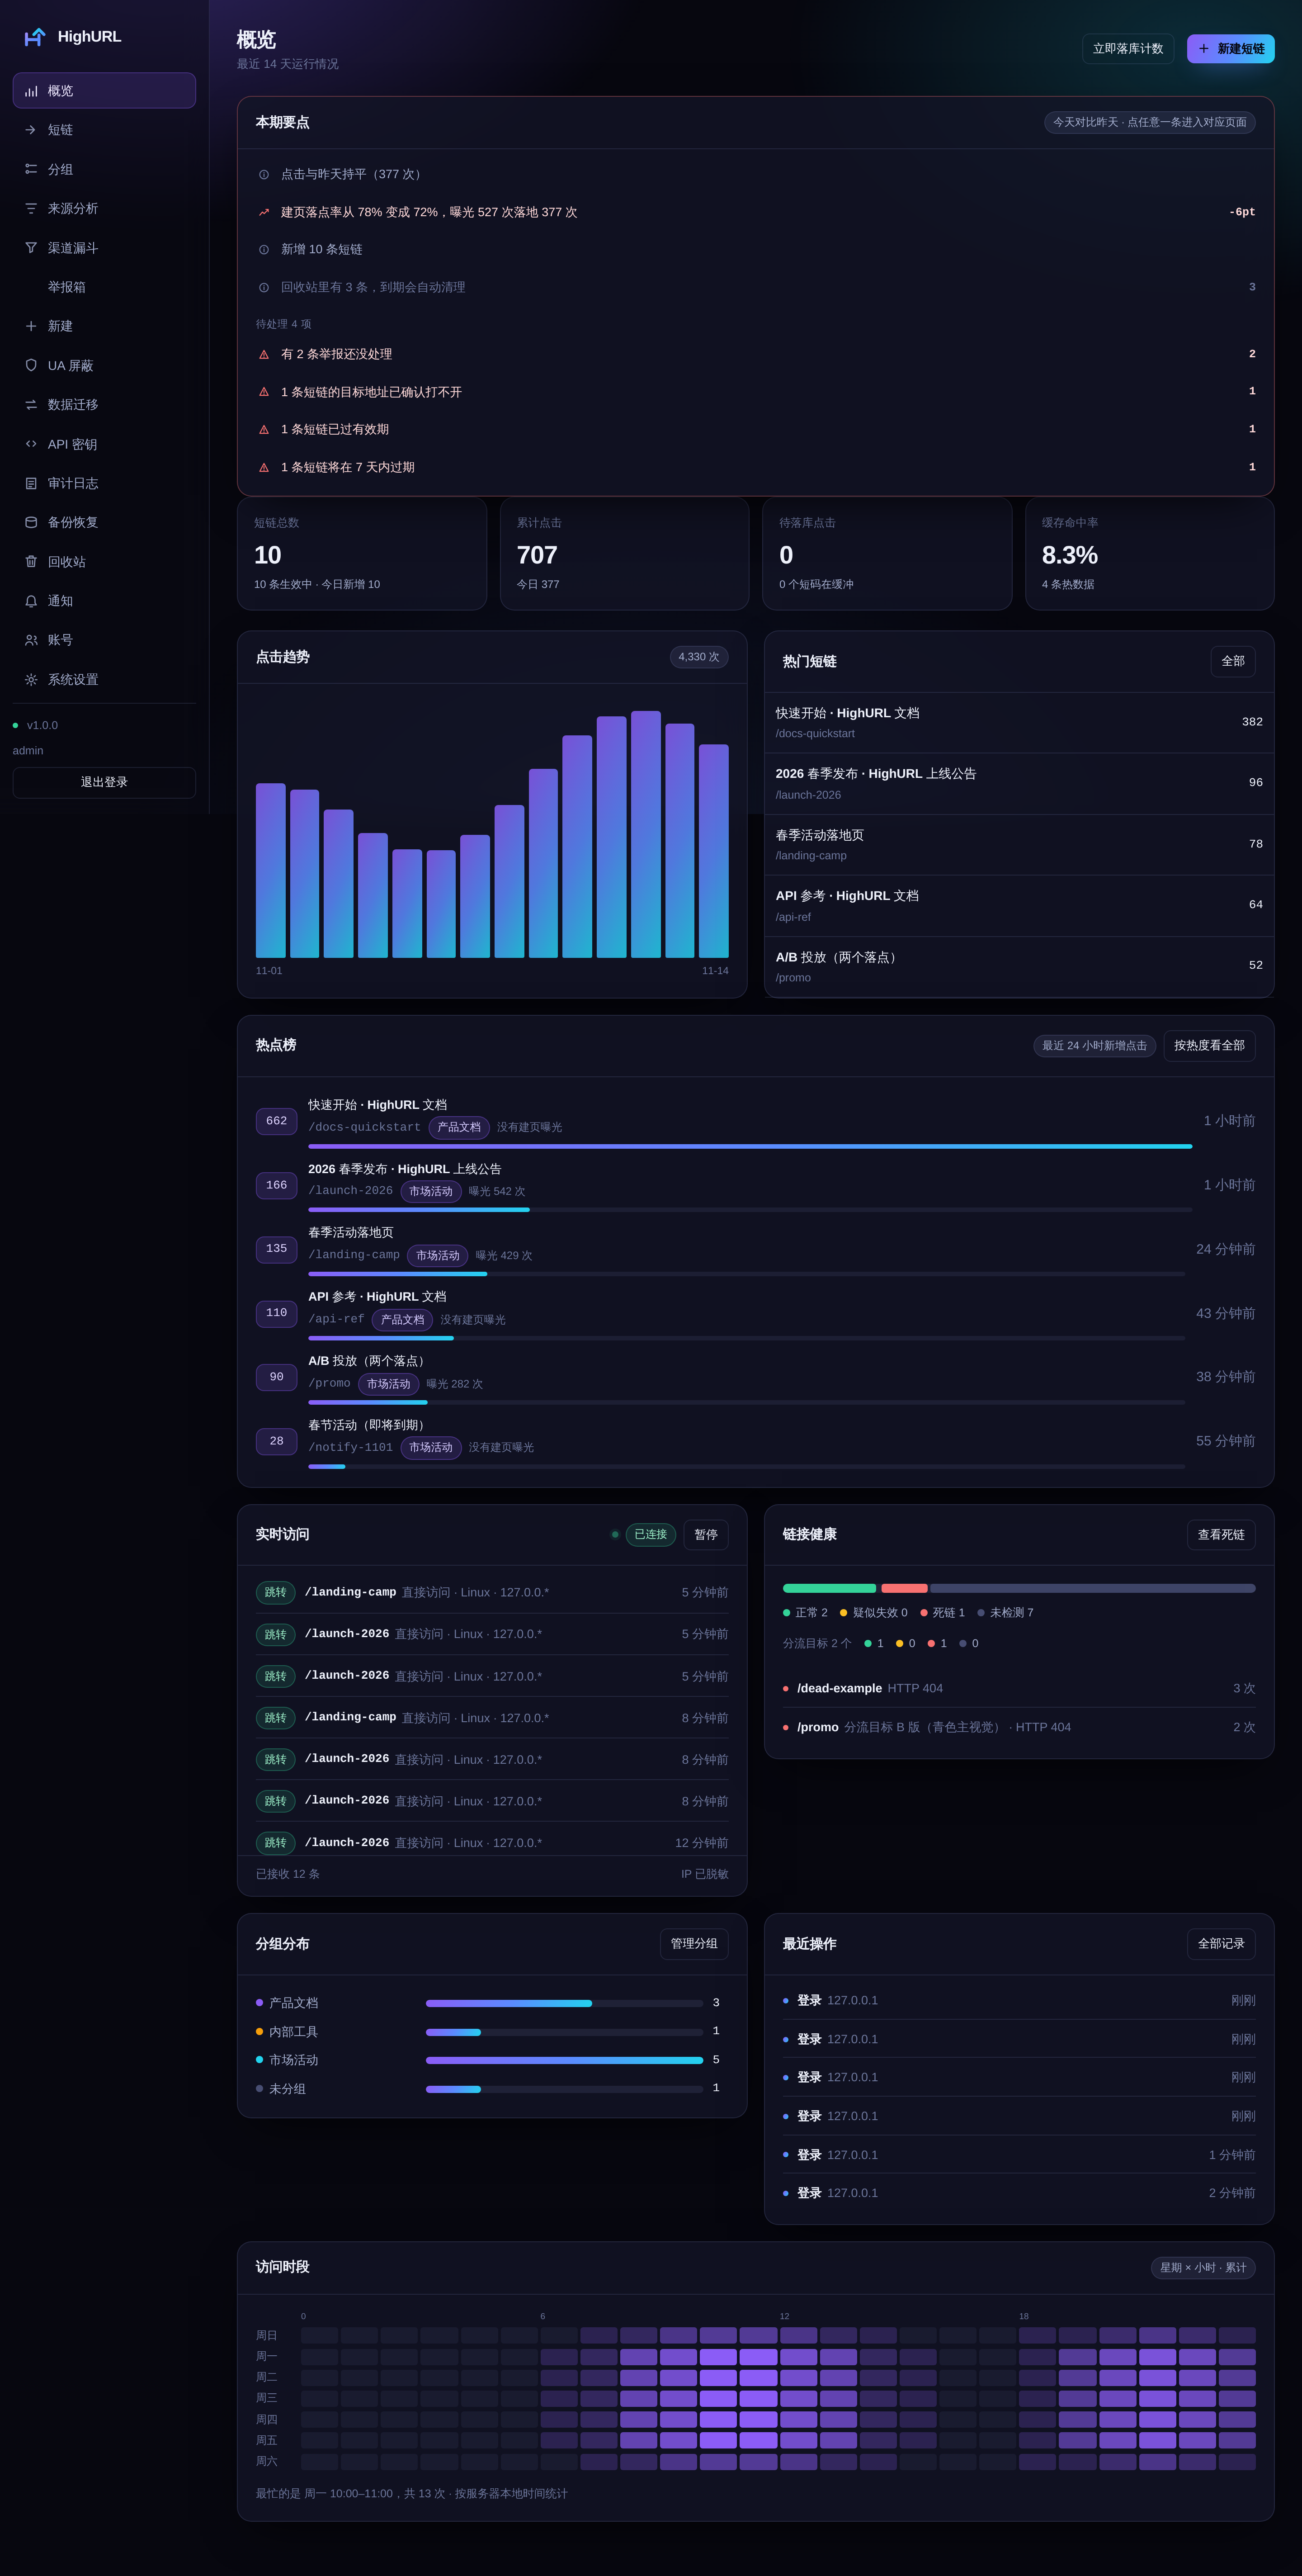 HighURL
概览
短链
分组
来源分析
渠道漏斗
举报箱
新建
UA 屏蔽
数据迁移
API 密钥
审计日志
备份恢复
回收站
通知
账号
系统设置
v1.0.0
admin
退出登录
概览
最近 14 天运行情况
立即落库计数
新建短链
本期要点
今天对比昨天 · 点任意一条进入对应页面
点击与昨天持平（377 次）
建页落点率从 78% 变成 72%，曝光 527 次落地 377 次 -6pt
新增 10 条短链
回收站里有 3 条，到期会自动清理 3
待处理 4 项
有 2 条举报还没处理 2
1 条短链的目标地址已确认打不开 1
1 条短链已过有效期 1
1 条短链将在 7 天内过期 1
短链总数
10
10 条生效中 · 今日新增 10
累计点击
707
今日 377
待落库点击
0
0 个短码在缓冲
缓存命中率
8.3%
4 条热数据
点击趋势
4,330 次
11-01 11-14
热门短链
全部
快速开始 · HighURL 文档
/docs-quickstart
382
2026 春季发布 · HighURL 上线公告
/launch-2026
96
春季活动落地页
/landing-camp
78
API 参考 · HighURL 文档
/api-ref
64
A/B 投放（两个落点）
/promo
52
热点榜
最近 24 小时新增点击
按热度看全部
662
快速开始 · HighURL 文档
/docs-quickstart 产品文档 没有建页曝光
1 小时前
166
2026 春季发布 · HighURL 上线公告
/launch-2026 市场活动 曝光 542 次
1 小时前
135
春季活动落地页
/landing-camp 市场活动 曝光 429 次
24 分钟前
110
API 参考 · HighURL 文档
/api-ref 产品文档 没有建页曝光
43 分钟前
90
A/B 投放（两个落点）
/promo 市场活动 曝光 282 次
38 分钟前
28
春节活动（即将到期）
/notify-1101 市场活动 没有建页曝光
55 分钟前
实时访问
已连接
暂停
跳转 /landing-camp 直接访问 · Linux · 127.0.0.* 5 分钟前
跳转 /launch-2026 直接访问 · Linux · 127.0.0.* 5 分钟前
跳转 /launch-2026 直接访问 · Linux · 127.0.0.* 5 分钟前
跳转 /landing-camp 直接访问 · Linux · 127.0.0.* 8 分钟前
跳转 /launch-2026 直接访问 · Linux · 127.0.0.* 8 分钟前
跳转 /launch-2026 直接访问 · Linux · 127.0.0.* 8 分钟前
跳转 /launch-2026 直接访问 · Linux · 127.0.0.* 12 分钟前
已接收 12 条 IP 已脱敏
链接健康
查看死链
正常 2 疑似失效 0 死链 1 未检测 7
分流目标 2 个 1 0 1 0
/dead-example HTTP 404 3 次
/promo 分流目标 B 版（青色主视觉） · HTTP 404 2 次
分组分布
管理分组
产品文档 3
内部工具 1
市场活动 5
未分组 1
最近操作
全部记录
登录 127.0.0.1 刚刚
登录 127.0.0.1 刚刚
登录 127.0.0.1 刚刚
登录 127.0.0.1 刚刚
登录 127.0.0.1 1 分钟前
登录 127.0.0.1 2 分钟前
访问时段
星期 × 小时 · 累计
0 6 12 18
周日
周一
周二
周三
周四
周五
周六
最忙的是 周一 10:00–11:00，共 13 次 · 按服务器本地时间统计